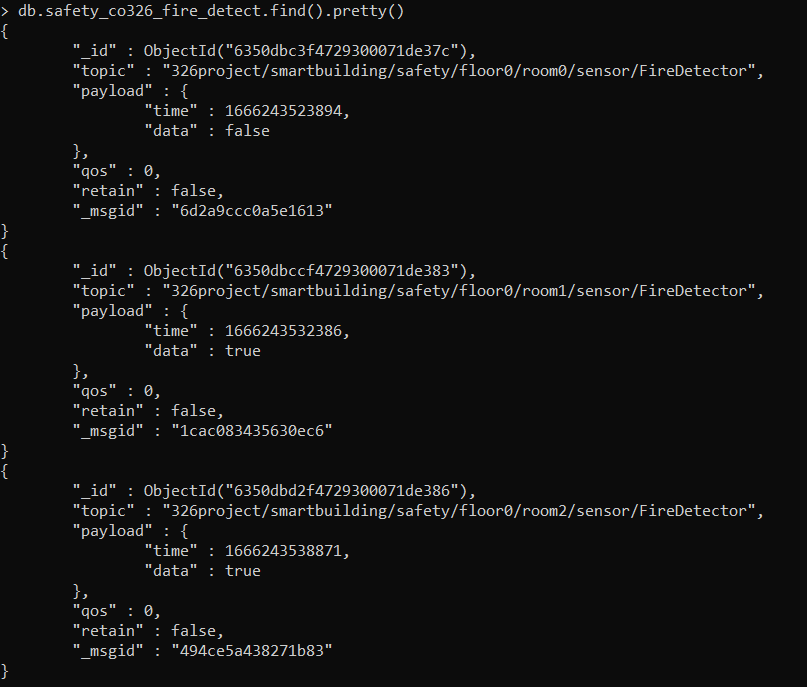 > db.safety_co326_fire_detect.find().pretty()
{
        "_id" : ObjectId("6350dbc3f4729300071de37c"),
        "topic" : "326project/smartbuilding/safety/floor0/room0/sensor/FireDetector",
        "payload" : {
                "time" : 1666243523894,
                "data" : false
        },
        "qos" : 0,
        "retain" : false,
        "_msgid" : "6d2a9ccc0a5e1613"
}
{
        "_id" : ObjectId("6350dbccf4729300071de383"),
        "topic" : "326project/smartbuilding/safety/floor0/room1/sensor/FireDetector",
        "payload" : {
                "time" : 1666243532386,
                "data" : true
        },
        "qos" : 0,
        "retain" : false,
        "_msgid" : "1cac083435630ec6"
}
{
        "_id" : ObjectId("6350dbd2f4729300071de386"),
        "topic" : "326project/smartbuilding/safety/floor0/room2/sensor/FireDetector",
        "payload" : {
                "time" : 1666243538871,
                "data" : true
        },
        "qos" : 0,
        "retain" : false,
        "_msgid" : "494ce5a438271b83"
}